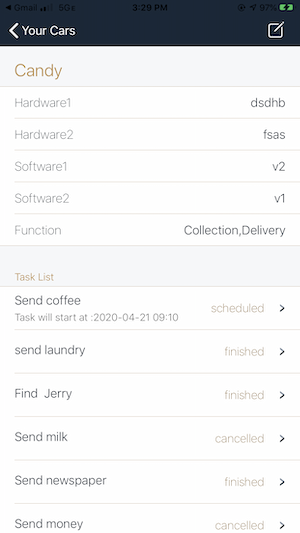 Gmail 5G E 3:29 PM 97%
Your Cars
Candy
Hardware1 dsdhb
Hardware2 fsas
Software1 v2
Software2 v1
Function Collection,Delivery
Task List
Send coffee
Task will start at :2020-04-21 09:10 scheduled
send laundry finished
Find  Jerry finished
Send milk cancelled
Send newspaper finished
Send money cancelled